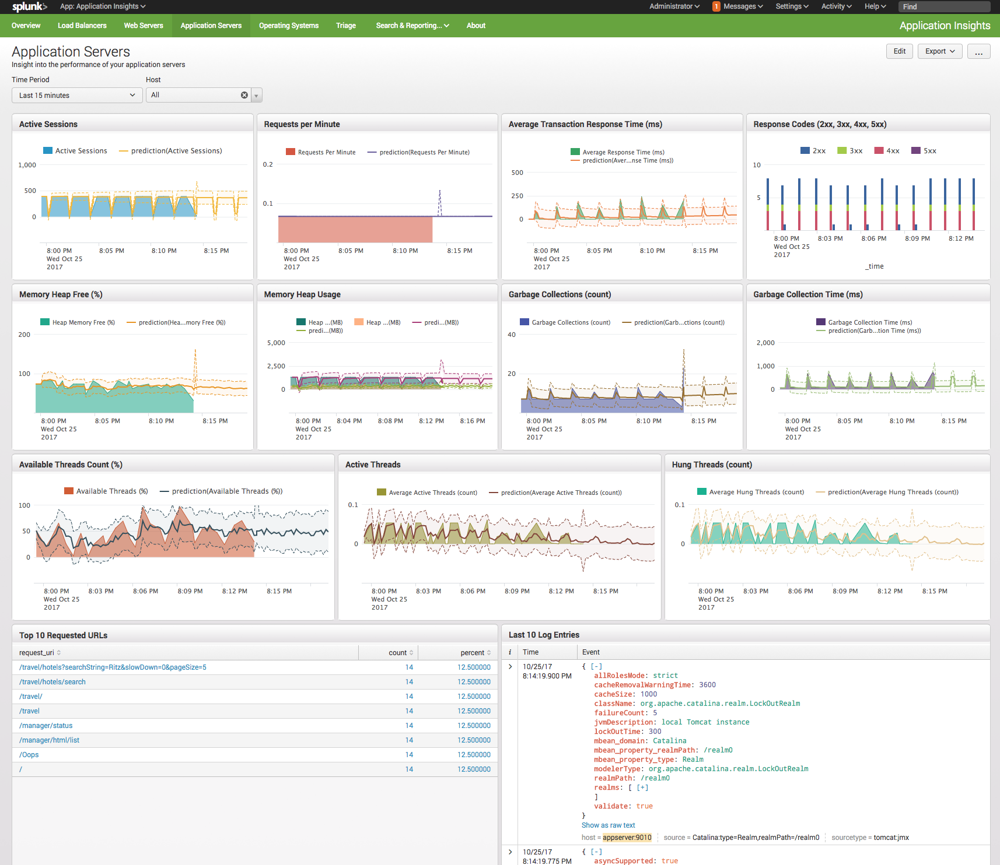 splunk> App: Application Insights Administrator 1 Messages Settings Activity Help Find
Overview Load Balancers Web Servers Application Servers Operating Systems Triage Search & Reporting... About Application Insights
Application Servers
Edit Export ...
Insight into the performance of your application servers
Time Period Host
Last 15 minutes All
Active Sessions
Active Sessions prediction(Active Sessions)
1,000
500
0
8:00 PM 8:05 PM 8:10 PM 8:15 PM
Wed Oct 25
2017
Requests per Minute
Requests Per Minute prediction(Requests Per Minute)
0.2
0.1
8:00 PM 8:05 PM 8:10 PM 8:15 PM
Wed Oct 25
2017
Average Transaction Response Time (ms)
Average Response Time (ms)
prediction(Aver...nse Time (ms))
500
250
0
8:00 PM 8:05 PM 8:10 PM 8:15 PM
Wed Oct 25
2017
Response Codes (2xx, 3xx, 4xx, 5xx)
2xx 3xx 4xx 5xx
10
5
8:00 PM 8:03 PM 8:06 PM 8:09 PM 8:12 PM
Wed Oct 25
2017
_time
Memory Heap Free (%)
Heap Memory Free (%) prediction(Hea...mory Free (%))
200
100
8:00 PM 8:05 PM 8:10 PM 8:15 PM
Wed Oct 25
2017
Memory Heap Usage
Heap ...(MB) Heap ...(MB) predi...(MB))
predi...(MB))
5,000
2,500
0
8:00 PM 8:04 PM 8:08 PM 8:12 PM 8:16 PM
Wed Oct 25
2017
Garbage Collections (count)
Garbage Collections (count) prediction(Garb...ctions (count))
40
20
8:00 PM 8:05 PM 8:10 PM 8:15 PM
Wed Oct 25
2017
Garbage Collection Time (ms)
Garbage Collection Time (ms)
prediction(Garb...tion Time (ms))
2,000
1,000
0
8:00 PM 8:05 PM 8:10 PM 8:15 PM
Wed Oct 25
2017
Available Threads Count (%)
Available Threads (%) prediction(Available Threads (%))
100
50
0
8:00 PM 8:03 PM 8:06 PM 8:09 PM 8:12 PM 8:15 PM
Wed Oct 25
2017
Active Threads
Average Active Threads (count) prediction(Average Active Threads (count))
0.1
0
8:00 PM 8:03 PM 8:06 PM 8:09 PM 8:12 PM 8:15 PM
Wed Oct 25
2017
Hung Threads (count)
Average Hung Threads (count) prediction(Average Hung Threads (count))
0.1
0
8:00 PM 8:03 PM 8:06 PM 8:09 PM 8:12 PM 8:15 PM
Wed Oct 25
2017
Top 10 Requested URLs
request_uri count percent
/travel/hotels?searchString=Ritz&slowDown=0&pageSize=5 14 12.500000
/travel/hotels/search 14 12.500000
/travel/ 14 12.500000
/travel 14 12.500000
/manager/status 14 12.500000
/manager/html/list 14 12.500000
/Oops 14 12.500000
/ 14 12.500000
Last 10 Log Entries
i Time Event
> 10/25/17 { [-]
8:14:19.900 PM allRolesMode: strict
cacheRemovalWarningTime: 3600
cacheSize: 1000
className: org.apache.catalina.realm.LockOutRealm
failureCount: 5
jvmDescription: local Tomcat instance
lockOutTime: 300
mbean_domain: Catalina
mbean_property_realmPath: /realm0
mbean_property_type: Realm
modelerType: org.apache.catalina.realm.LockOutRealm
realmPath: /realm0
realms: [ [+]
]
validate: true
}
Show as raw text
host = appserver:9010 source = Catalina:type=Realm,realmPath=/realm0 sourcetype = tomcat:jmx
> 10/25/17 { [-]
8:14:19.775 PM asyncSupported: true